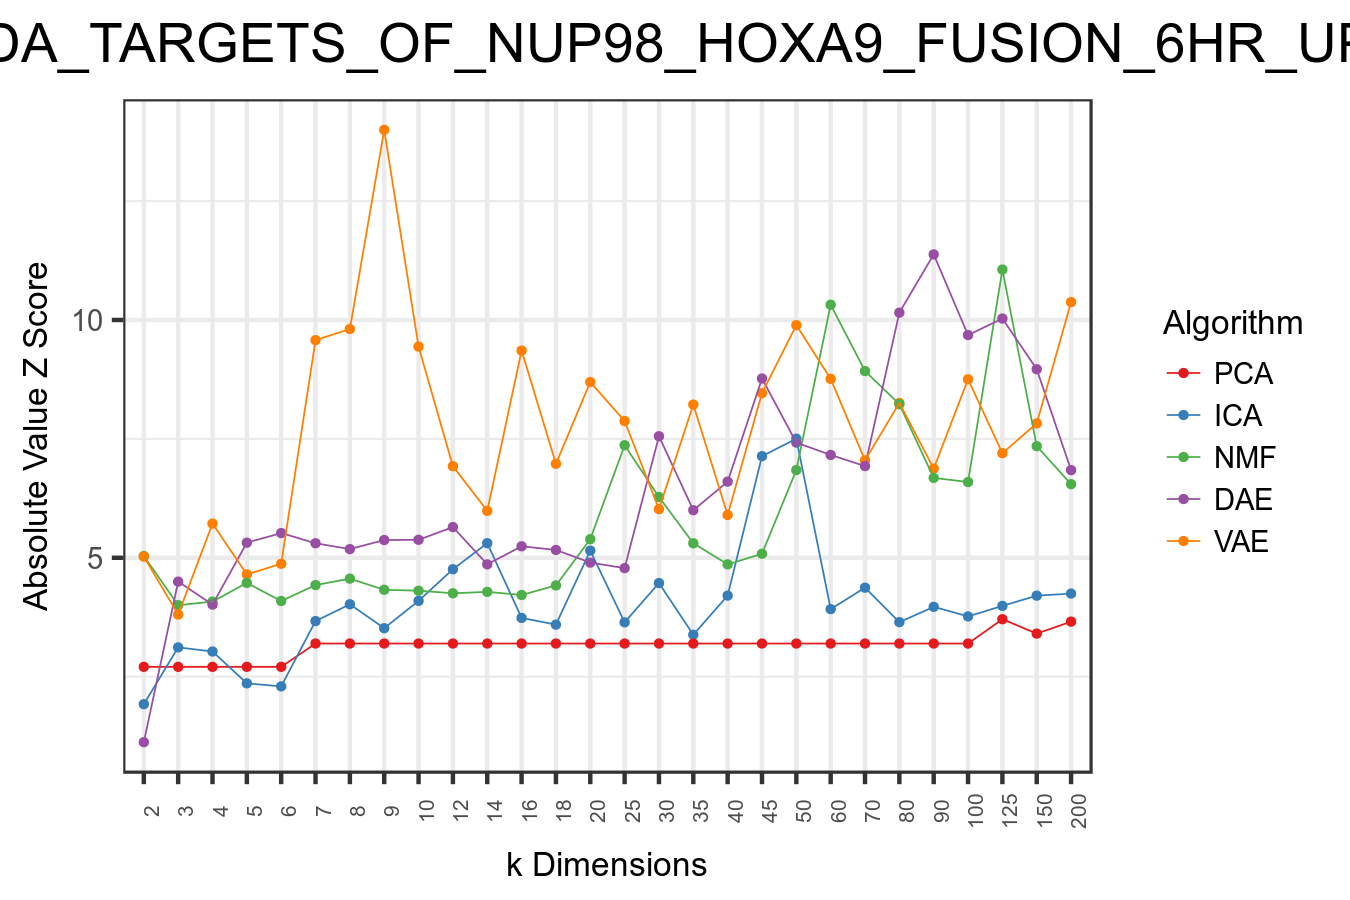 DA_TARGETS_OF_NUP98_HOXA9_FUSION_6HR_UP
Absolute Value Z Score
10
5
2 3 4 5 6 7 8 9 10 12 14 16 18 20 25 30 35 40 45 50 60 70 80 90 100 125 150 200
k Dimensions
Algorithm
PCA
ICA
NMF
DAE
VAE